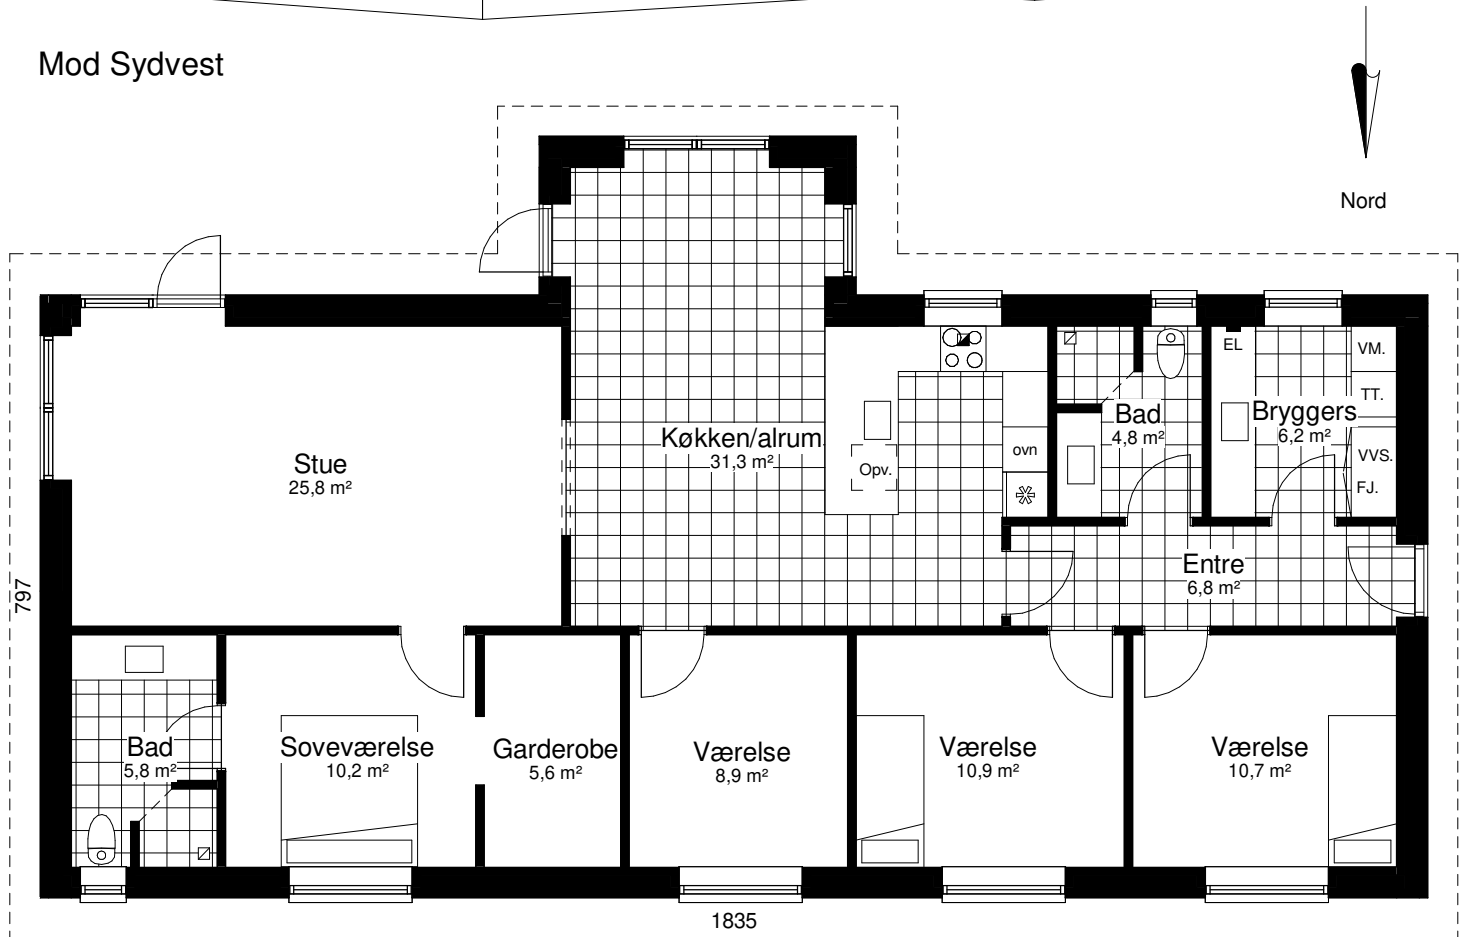 Mod Sydvest
Nord
EL
VM.
TT.
Bad
4,8 m²
Bryggers
6,2 m²
Køkken/alrum
31,3 m²
ovn
Opv.
VVS.
FJ.
Stue
25,8 m²
Entre
6,8 m²
797
Bad
5,8 m²
Soveværelse
10,2 m²
Garderobe
5,6 m²
Værelse
8,9 m²
Værelse
10,9 m²
Værelse
10,7 m²
1835